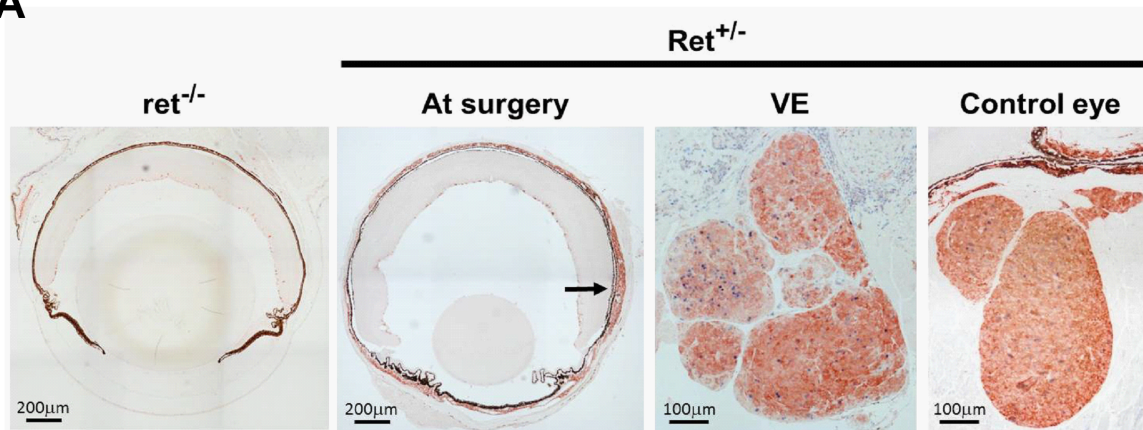 A
Ret+/-
ret-/-
At surgery
VE
Control eye
200μm
200μm
100μm
100μm